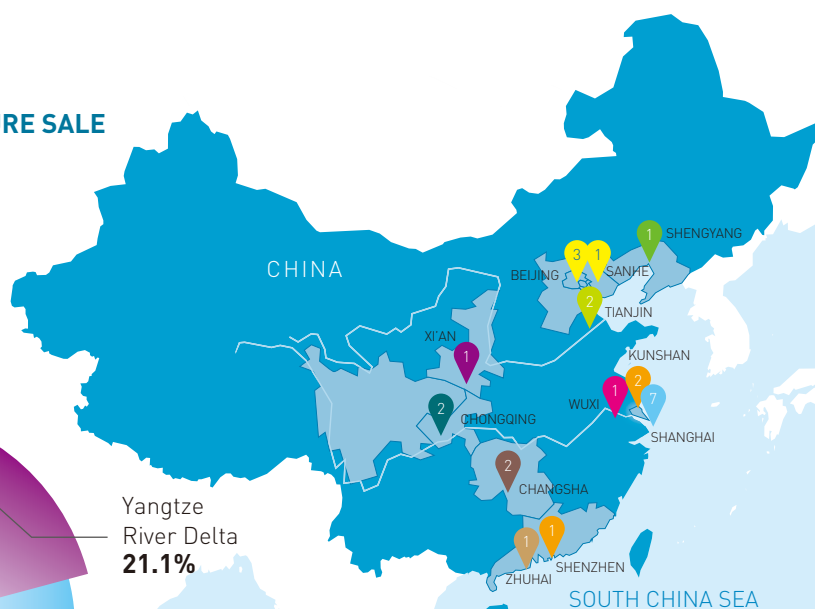 RE SALE
CHINA
1 SHENGYANG
3 1
BEIJING SANHE
2
TIANJIN
XI'AN
1
KUNSHAN
2
1
7
WUXI
SHANGHAI
2
CHONGQING
2
CHANGSHA
1
1
SHENZHEN
ZHUHAI
Yangtze
River Delta
21.1%
SOUTH CHINA SEA